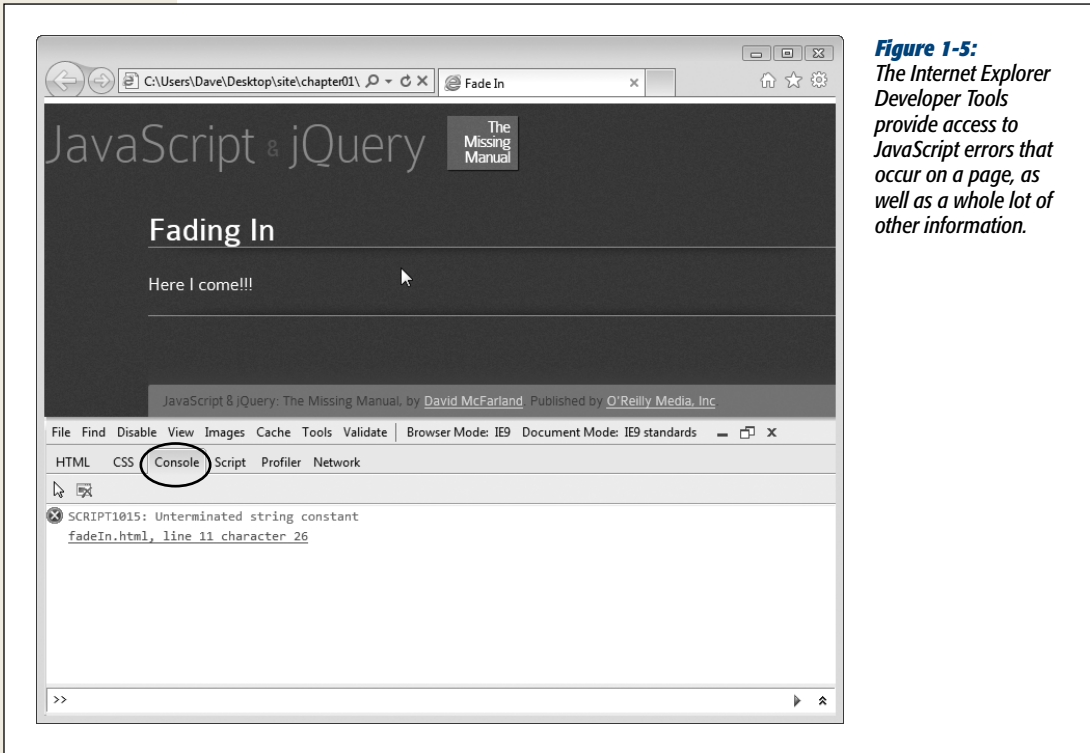 C:\Users\Dave\Desktop\site\chapter01\
Fade In
JavaScript & jQuery
The
Missing
Manual
Fading In
Here I come!!!
JavaScript & jQuery: The Missing Manual, by David McFarland. Published by O'Reilly Media, Inc
File Find Disable View Images Cache Tools Validate | Browser Mode: IE9 Document Mode: IE9 standards
HTML CSS Console Script Profiler Network
SCRIPT1015: Unterminated string constant
fadeIn.html, line 11 character 26
>>
Figure 1-5:
The Internet Explorer
Developer Tools
provide access to
JavaScript errors that
occur on a page, as
well as a whole lot of
other information.